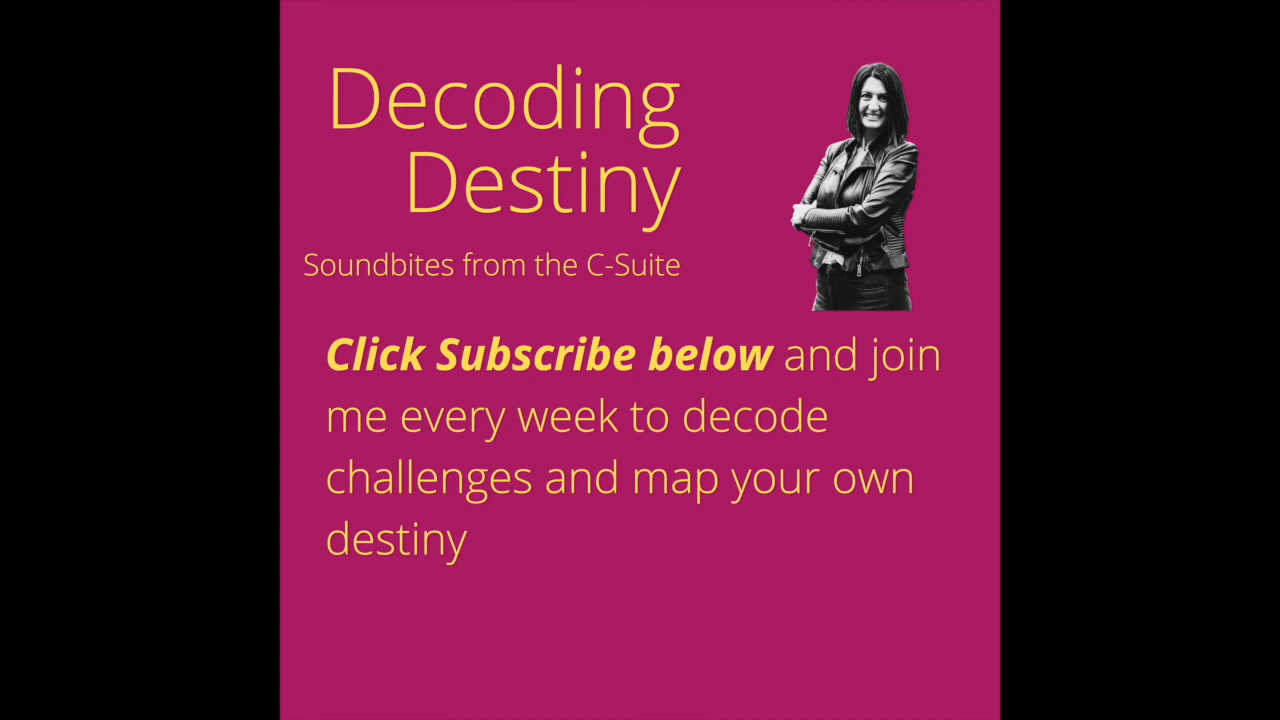 Decoding
Destiny
Soundbites from the C-Suite
Click Subscribe below and join
me every week to decode
challenges and map your own
destiny